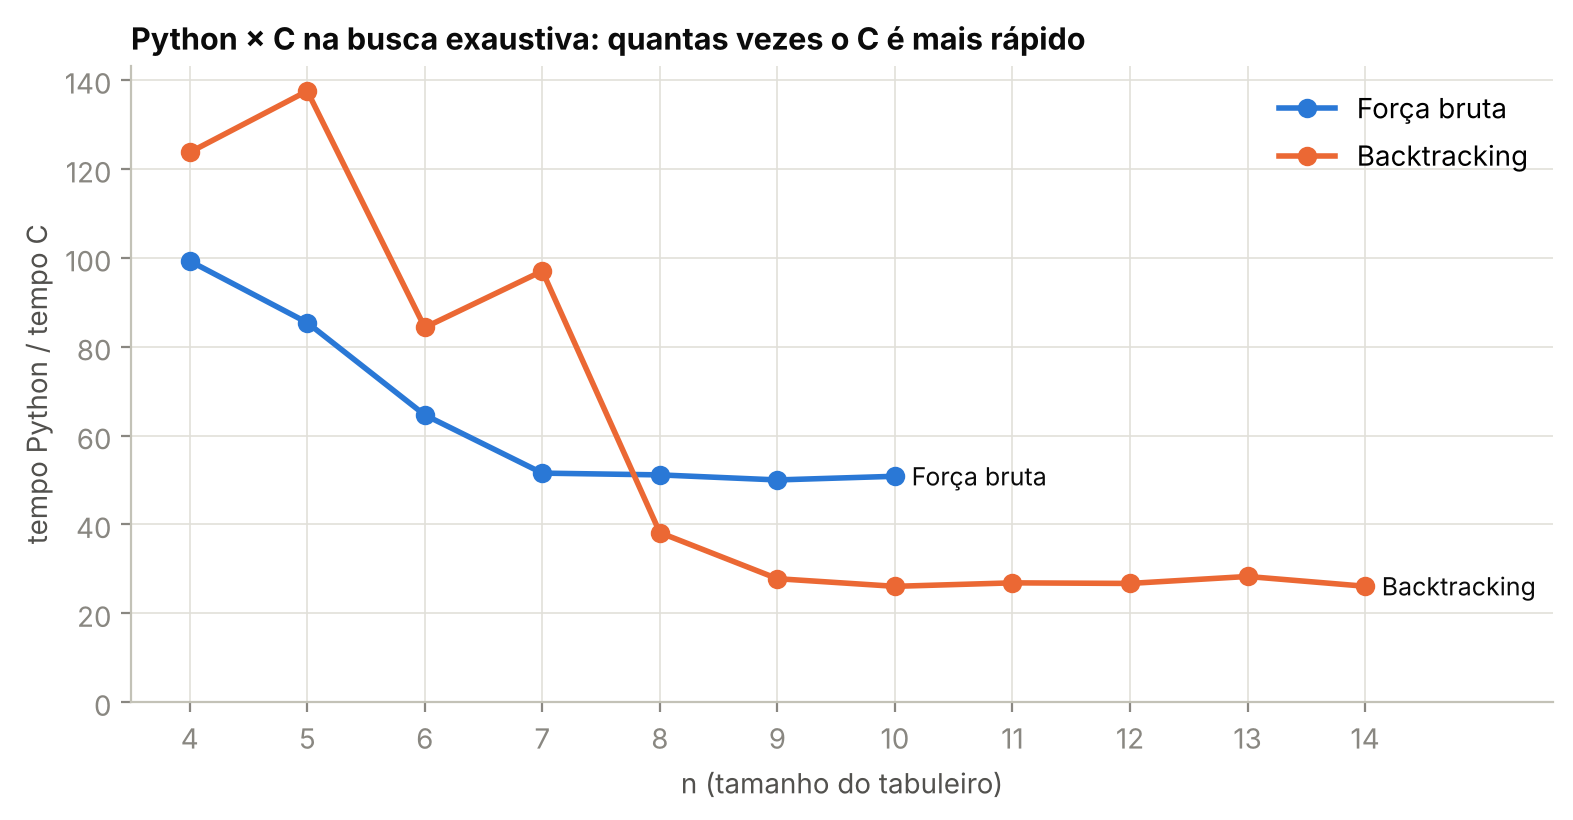 Python × C na busca exaustiva: quantas vezes o C é mais rápido
140
120
100
80
60
40
20
0
tempo Python / tempo C
Força bruta
Backtracking
Força bruta
Backtracking
4 5 6 7 8 9 10 11 12 13 14
n (tamanho do tabuleiro)